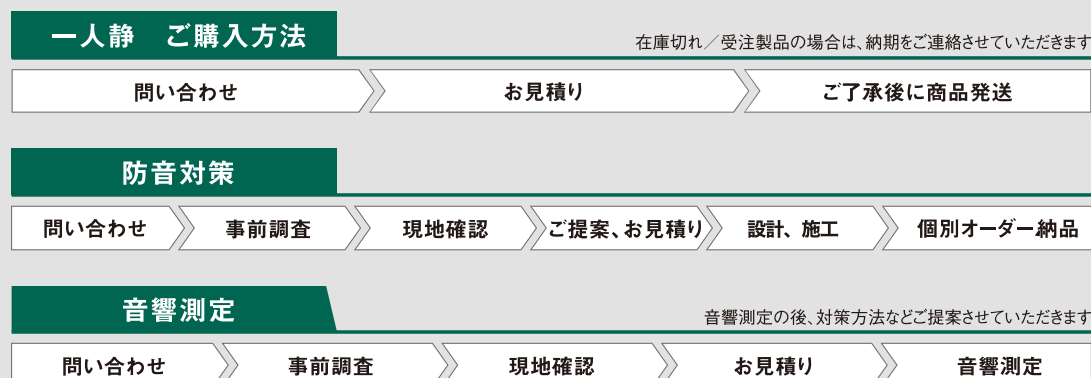 一人静　ご購入方法
在庫切れ／受注製品の場合は、納期をご連絡させていただきます
問い合わせ
お見積り
ご了承後に商品発送
防音対策
問い合わせ
事前調査
現地確認
ご提案、お見積り
設計、施工
個別オーダー納品
音響測定
音響測定の後、対策方法などご提案させていただきます
問い合わせ
事前調査
現地確認
お見積り
音響測定